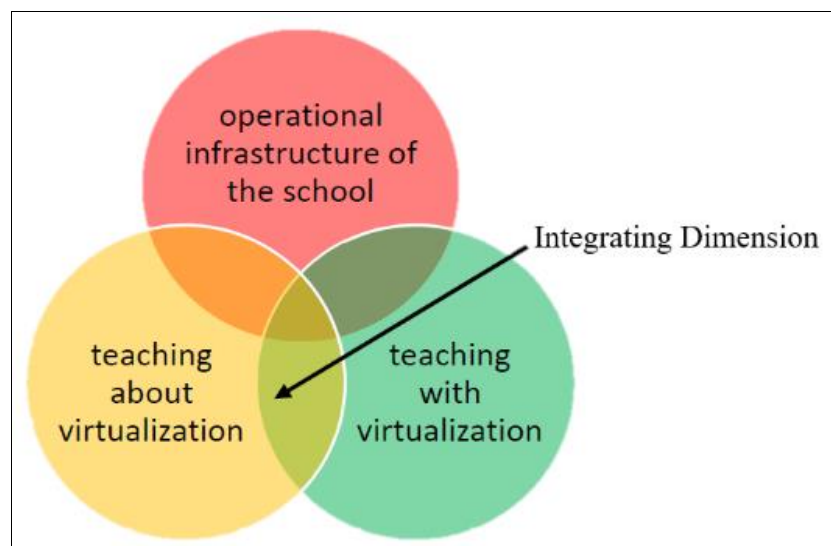 operational
infrastructure of
the school
Integrating Dimension
teaching
about
virtualization
teaching
with
virtualization